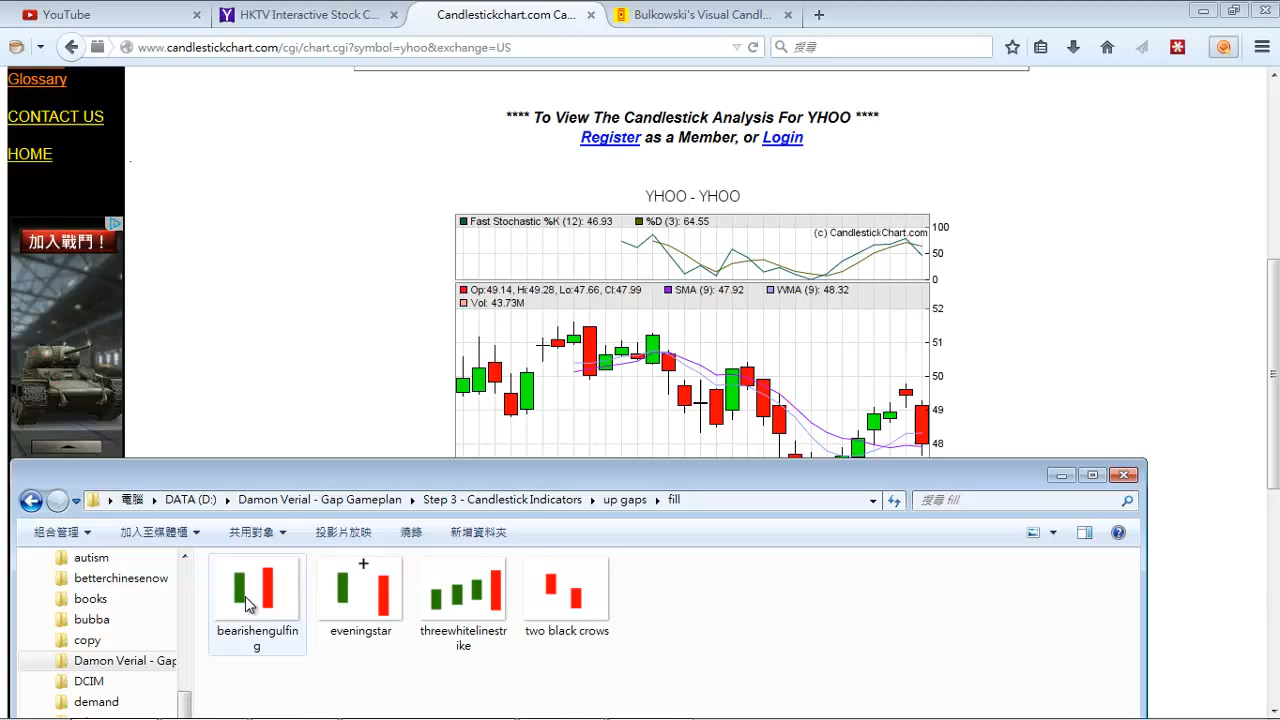 YouTube
HKTV Interactive Stock C...
Candlestickchart.com Ca...
Bulkowski's Visual Candl...
www.candlestickchart.com/cgi/chart.cgi?symbol=yhoo&exchange=US
搜尋
Glossary
CONTACT US
HOME
加入戰鬥！
**** To View The Candlestick Analysis For YHOO ****
Register as a Member, or Login
YHOO - YHOO
Fast Stochastic %K (12): 46.93
%D (3): 64.55
(c) CandlestickChart.com
100
50
0
Op:49.14, Hi:49.28, Lo:47.66, Cl:47.99
SMA (9): 47.92
WMA (9): 48.32
Vol: 43.73M
52
51
50
49
48
電腦
DATA (D:)
Damon Verial - Gap Gameplan
Step 3 - Candlestick Indicators
up gaps
fill
搜尋 fill
組合管理
加入至媒體櫃
共用對象
投影片放映
燒錄
新增資料夾
autism
betterchinesenow
books
bubba
copy
Damon Verial - Gap
DCIM
demand
bearishengulfin
g
eveningstar
threewhitelinestr
ike
two black crows